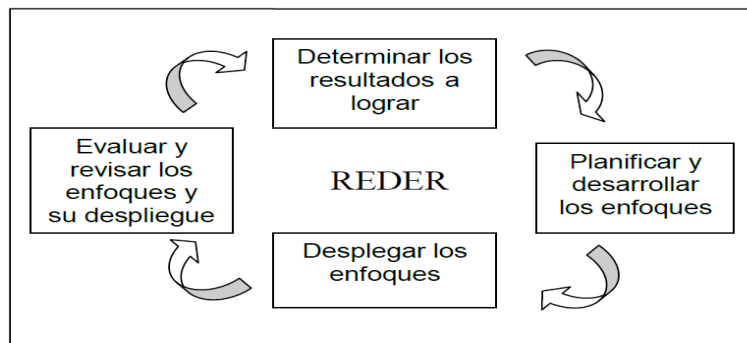 Determinar los
resultados a
lograr
Evaluar y
revisar los
enfoques y
su despliegue
REDER
Planificar y
desarrollar
los enfoques
Desplegar los
enfoques